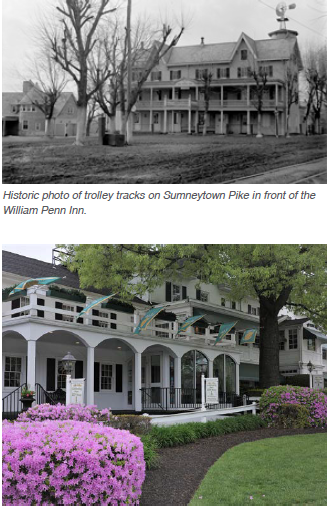 Historic photo of trolley tracks on Sumneytown Pike in front of the
William Penn Inn.